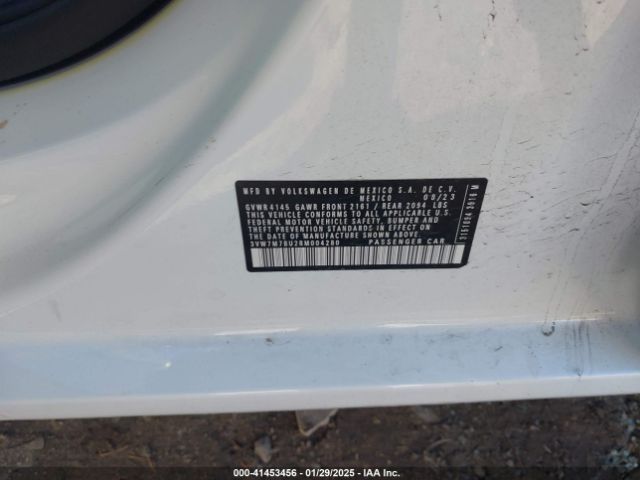 MFD BY VOLKSWAGEN DE MEXICO S.A. DE C.V.
MEXICO 08/23
GVWR 4145 GAWR FRONT 2161 / REAR 2094 LBS
THIS VEHICLE CONFORMS TO ALL APPLICABLE U.S.
FEDERAL MOTOR VEHICLE SAFETY, BUMPER AND
THEFT PREVENTION STANDARDS IN EFFECT ON
THE DATE OF MANUFACTURE SHOWN ABOVE
3VW7M7BU2RM004280 PASSENGER CAR
000-41453456 - 01/29/2025 - IAA Inc.